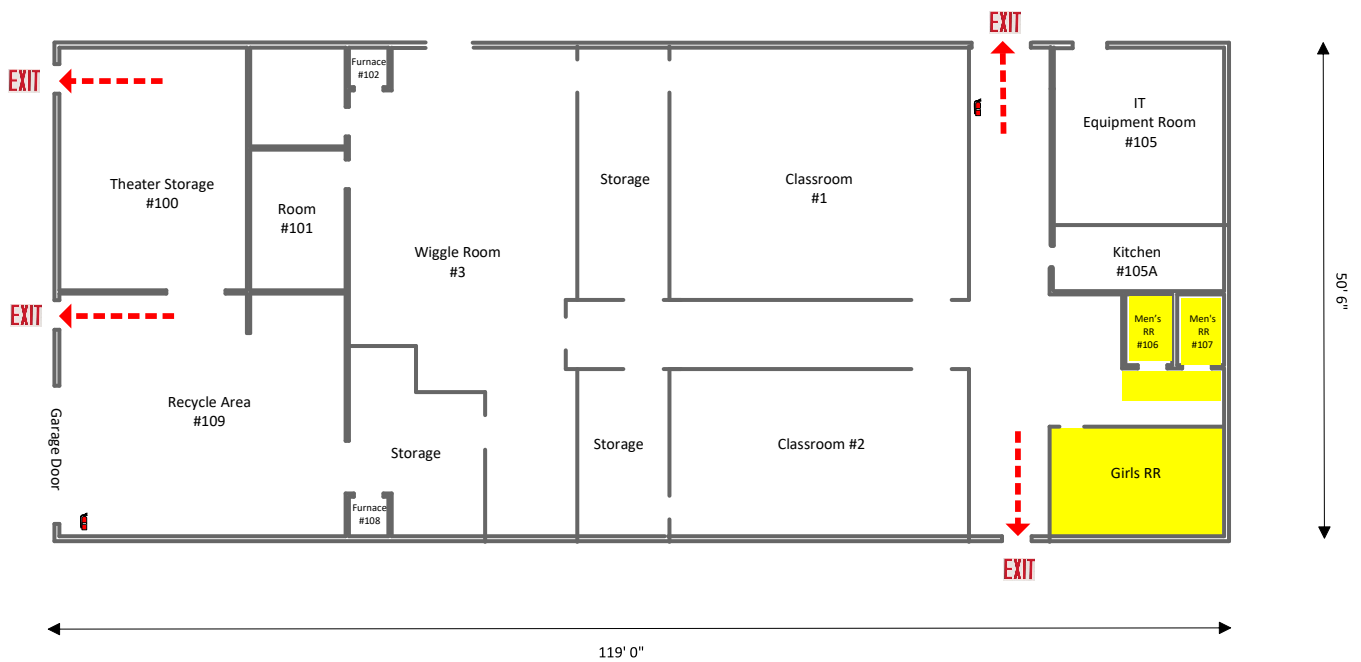 EXIT
EXIT
Furnace
#102
IT
Equipment Room
#105
Theater Storage
#100
Storage
Classroom
#1
Room
#101
Wiggle Room
#3
Kitchen
#105A
50' 6"
EXIT
Men's
RR
#106
Men's
RR
#107
Recycle Area
#109
Garage Door
Storage
Storage
Classroom #2
Girls RR
Furnace
#108
EXIT
119' 0"